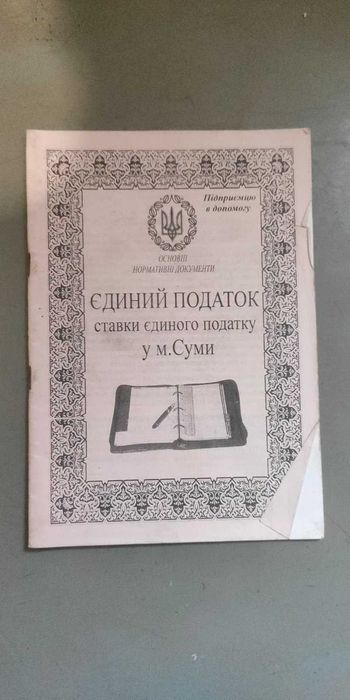 Підприємцю
в допомогу
ОСНОВНІ
НОРМАТИВНІ ДОКУМЕНТИ
ЄДИНИЙ ПОДАТОК
ставки єдиного податку
у м.Суми